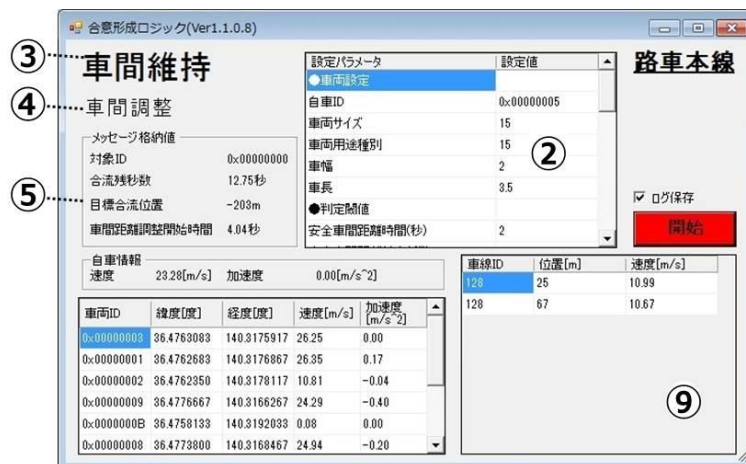 合意形成ロジック(Ver1.1.0.8)
③
車間維持
④
車間調整
メッセージ格納値
対象ID 0x00000000
合流残秒数 12.75秒
⑤
目標合流位置 -203m
車間距離調整開始時間 4.04秒
設定パラメータ 設定値
●車両設定
自車ID 0x00000005
車両サイズ 15
車両用途種別 15
②
車幅 2
車長 3.5
●判定閾値
安全車間距離時間(秒) 2
路車本線
ログ保存
開始
自車情報
速度 23.28[m/s] 加速度 0.00[m/s^2]
車両ID 緯度[度] 経度[度] 速度[m/s] 加速度[m/s^2]
0x00000003 36.4763083 140.3175917 26.25 0.00
0x00000001 36.4762683 140.3176867 26.35 0.17
0x00000002 36.4762350 140.3178117 10.81 -0.04
0x00000009 36.4776667 140.3166267 24.29 -0.40
0x0000000B 36.4758133 140.3192033 0.08 0.00
0x00000008 36.4773800 140.3168467 24.94 -0.20
車線ID 位置[m] 速度[m/s]
128 25 10.99
128 67 10.67
⑨